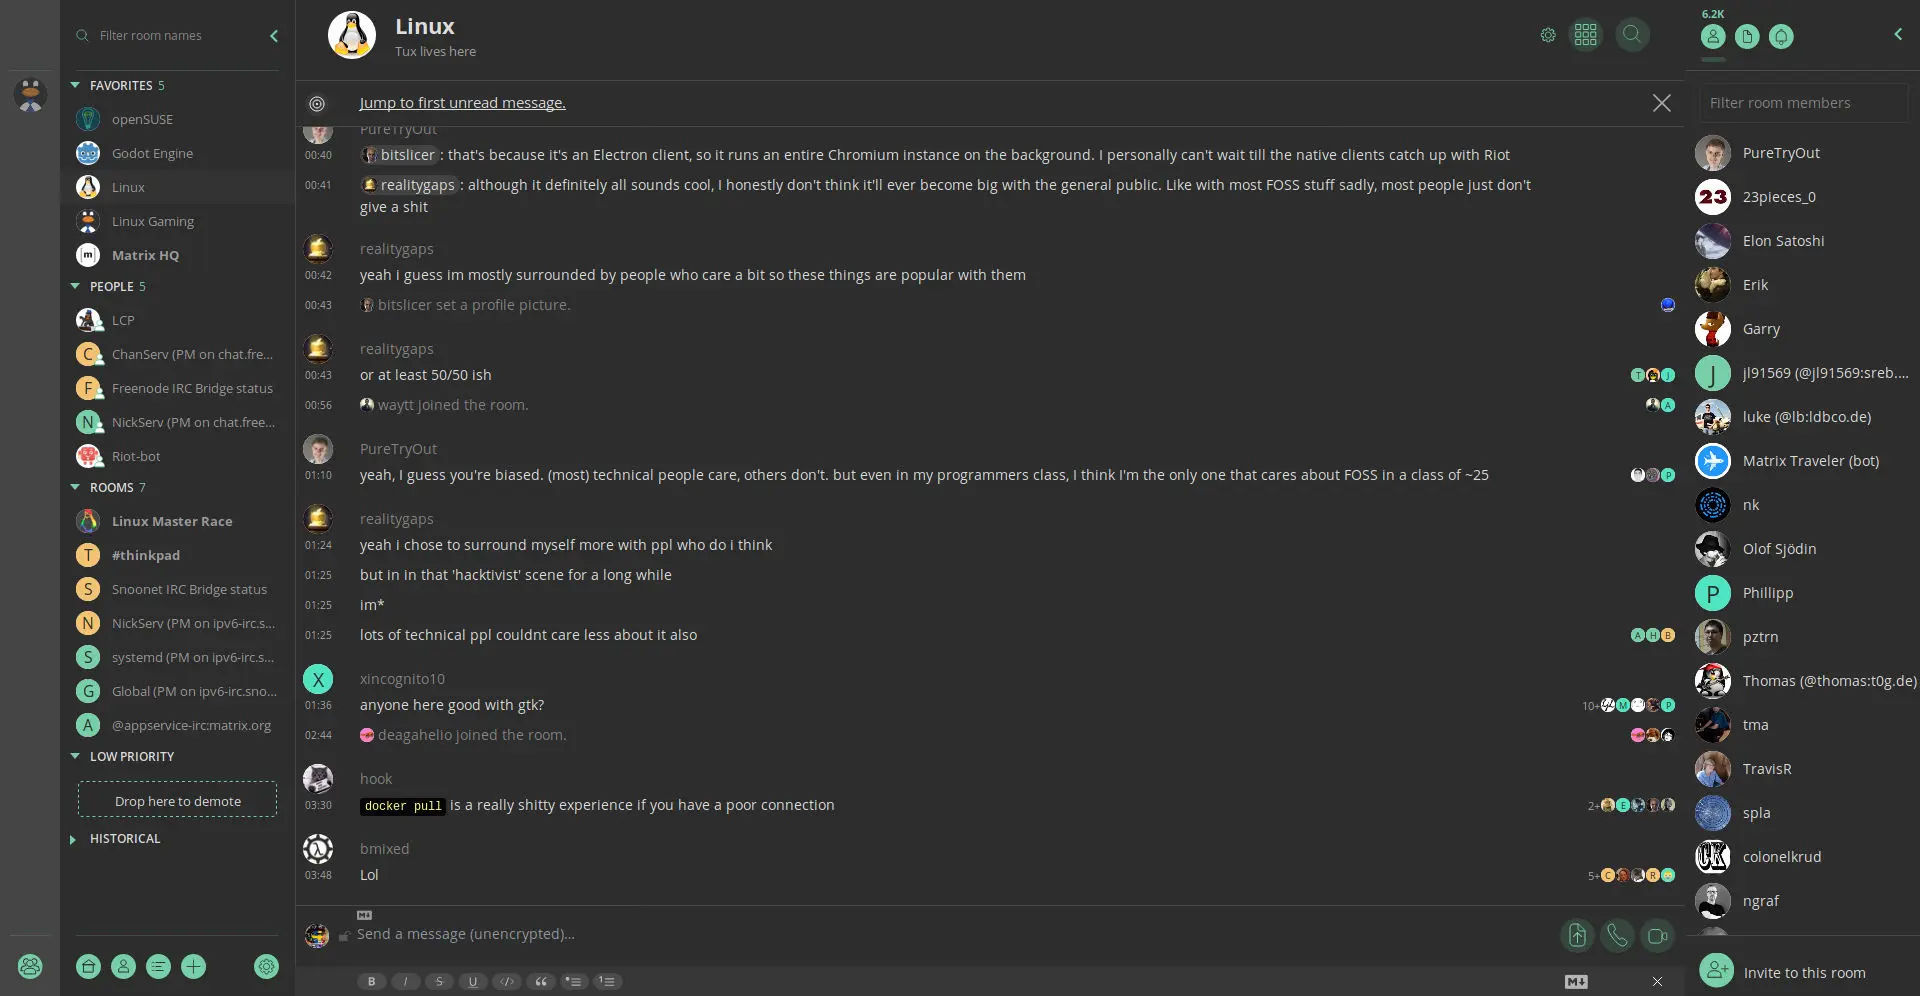 Filter room names
FAVORITES 5
openSUSE
Godot Engine
Linux
Linux Gaming
Matrix HQ
PEOPLE 5
LCP
C ChanServ (PM on chat.fre...
F Freenode IRC Bridge status
N NickServ (PM on chat.free...
Riot-bot
ROOMS 7
Linux Master Race
T #thinkpad
S Snoonet IRC Bridge status
N NickServ (PM on ipv6-irc.s...
S systemd (PM on ipv6-irc.s...
G Global (PM on ipv6-irc.sno...
A @appservice-irc:matrix.org
LOW PRIORITY
Drop here to demote
HISTORICAL
Linux
Tux lives here
Jump to first unread message.
PureTryOut
00:40 bitslicer : that's because it's an Electron client, so it runs an entire Chromium instance on the background. I personally can't wait till the native clients catch up with Riot
00:41 realitygaps : although it definitely all sounds cool, I honestly don't think it'll ever become big with the general public. Like with most FOSS stuff sadly, most people just don't
give a shit
realitygaps
00:42 yeah i guess im mostly surrounded by people who care a bit so these things are popular with them
00:43 bitslicer set a profile picture.
realitygaps
00:43 or at least 50/50 ish T J
00:56 waytt joined the room. A
PureTryOut
01:10 yeah, I guess you're biased. (most) technical people care, others don't. but even in my programmers class, I think I'm the only one that cares about FOSS in a class of ~25 P
realitygaps
01:24 yeah i chose to surround myself more with ppl who do i think
01:25 but in in that 'hacktivist' scene for a long while
01:25 im*
01:25 lots of technical ppl couldnt care less about it also A H B
X xincognito10
01:36 anyone here good with gtk? 10+ M P
02:44 deagahelio joined the room.
hook
03:30 docker pull is a really shitty experience if you have a poor connection 2+ E
bmixed
03:48 Lol 5+ C R
M↓
Send a message (unencrypted)...
B I S U </> “
M↓
6.2K
Filter room members
PureTryOut
23 23pieces_0
Elon Satoshi
Erik
Garry
J jl91569 (@jl91569:sreb....
luke (@lb:ldbco.de)
Matrix Traveler (bot)
nk
Olof Sjödin
P Phillipp
pztrn
Thomas (@thomas:t0g.de)
tma
TravisR
spla
CK colonelkrud
ngraf
Invite to this room